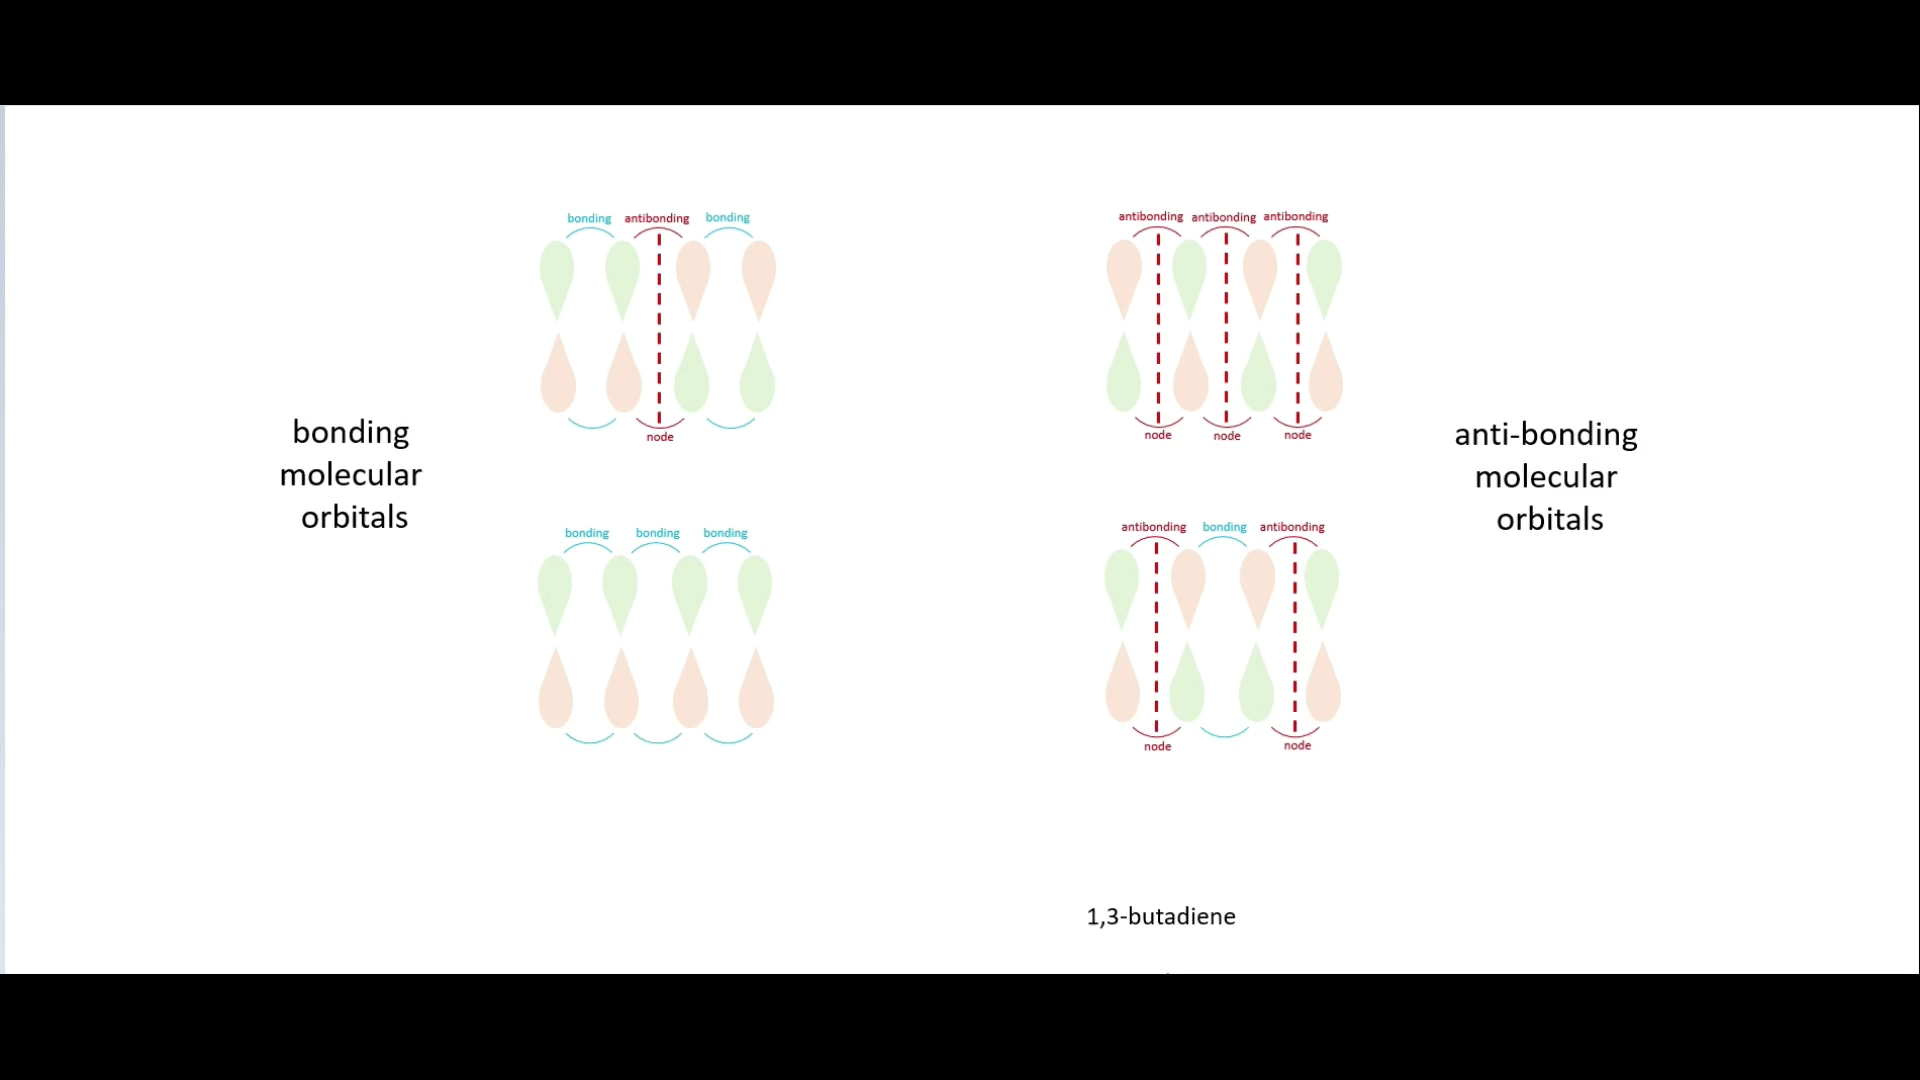 bonding antibonding bonding
node
bonding
molecular
orbitals
bonding bonding bonding
antibonding antibonding antibonding
node node node
antibonding bonding antibonding
node node
anti-bonding
molecular
orbitals
1,3-butadiene